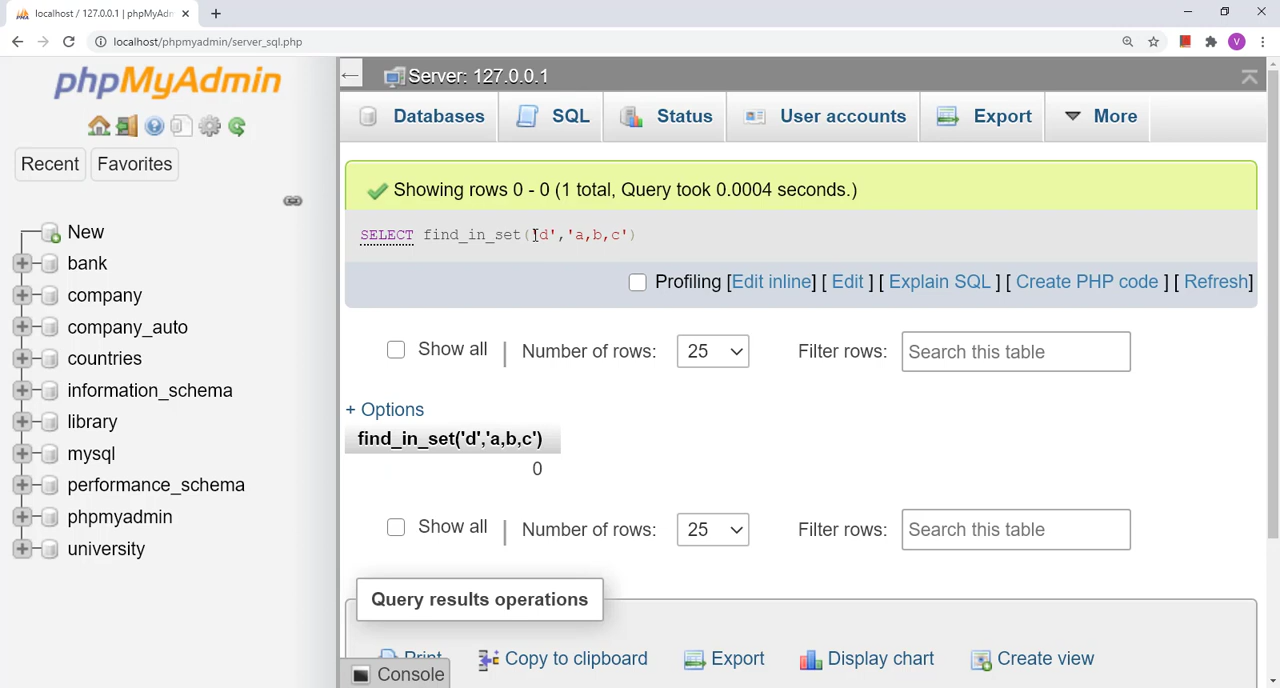 localhost / 127.0.0.1 | phpMyAdm
localhost/phpmyadmin/server_sql.php
V
phpMyAdmin
Recent Favorites
New
bank
company
company_auto
countries
information_schema
library
mysql
performance_schema
phpmyadmin
university
Server: 127.0.0.1
Databases SQL Status User accounts Export More
Showing rows 0 - 0 (1 total, Query took 0.0004 seconds.)
SELECT find_in_set('d','a,b,c')
Profiling [Edit inline] [ Edit ] [ Explain SQL ] [ Create PHP code ] [ Refresh]
Show all | Number of rows: 25 Filter rows: Search this table
+ Options
find_in_set('d','a,b,c')
0
Show all | Number of rows: 25 Filter rows: Search this table
Query results operations
Print Copy to clipboard Export Display chart Create view
Console